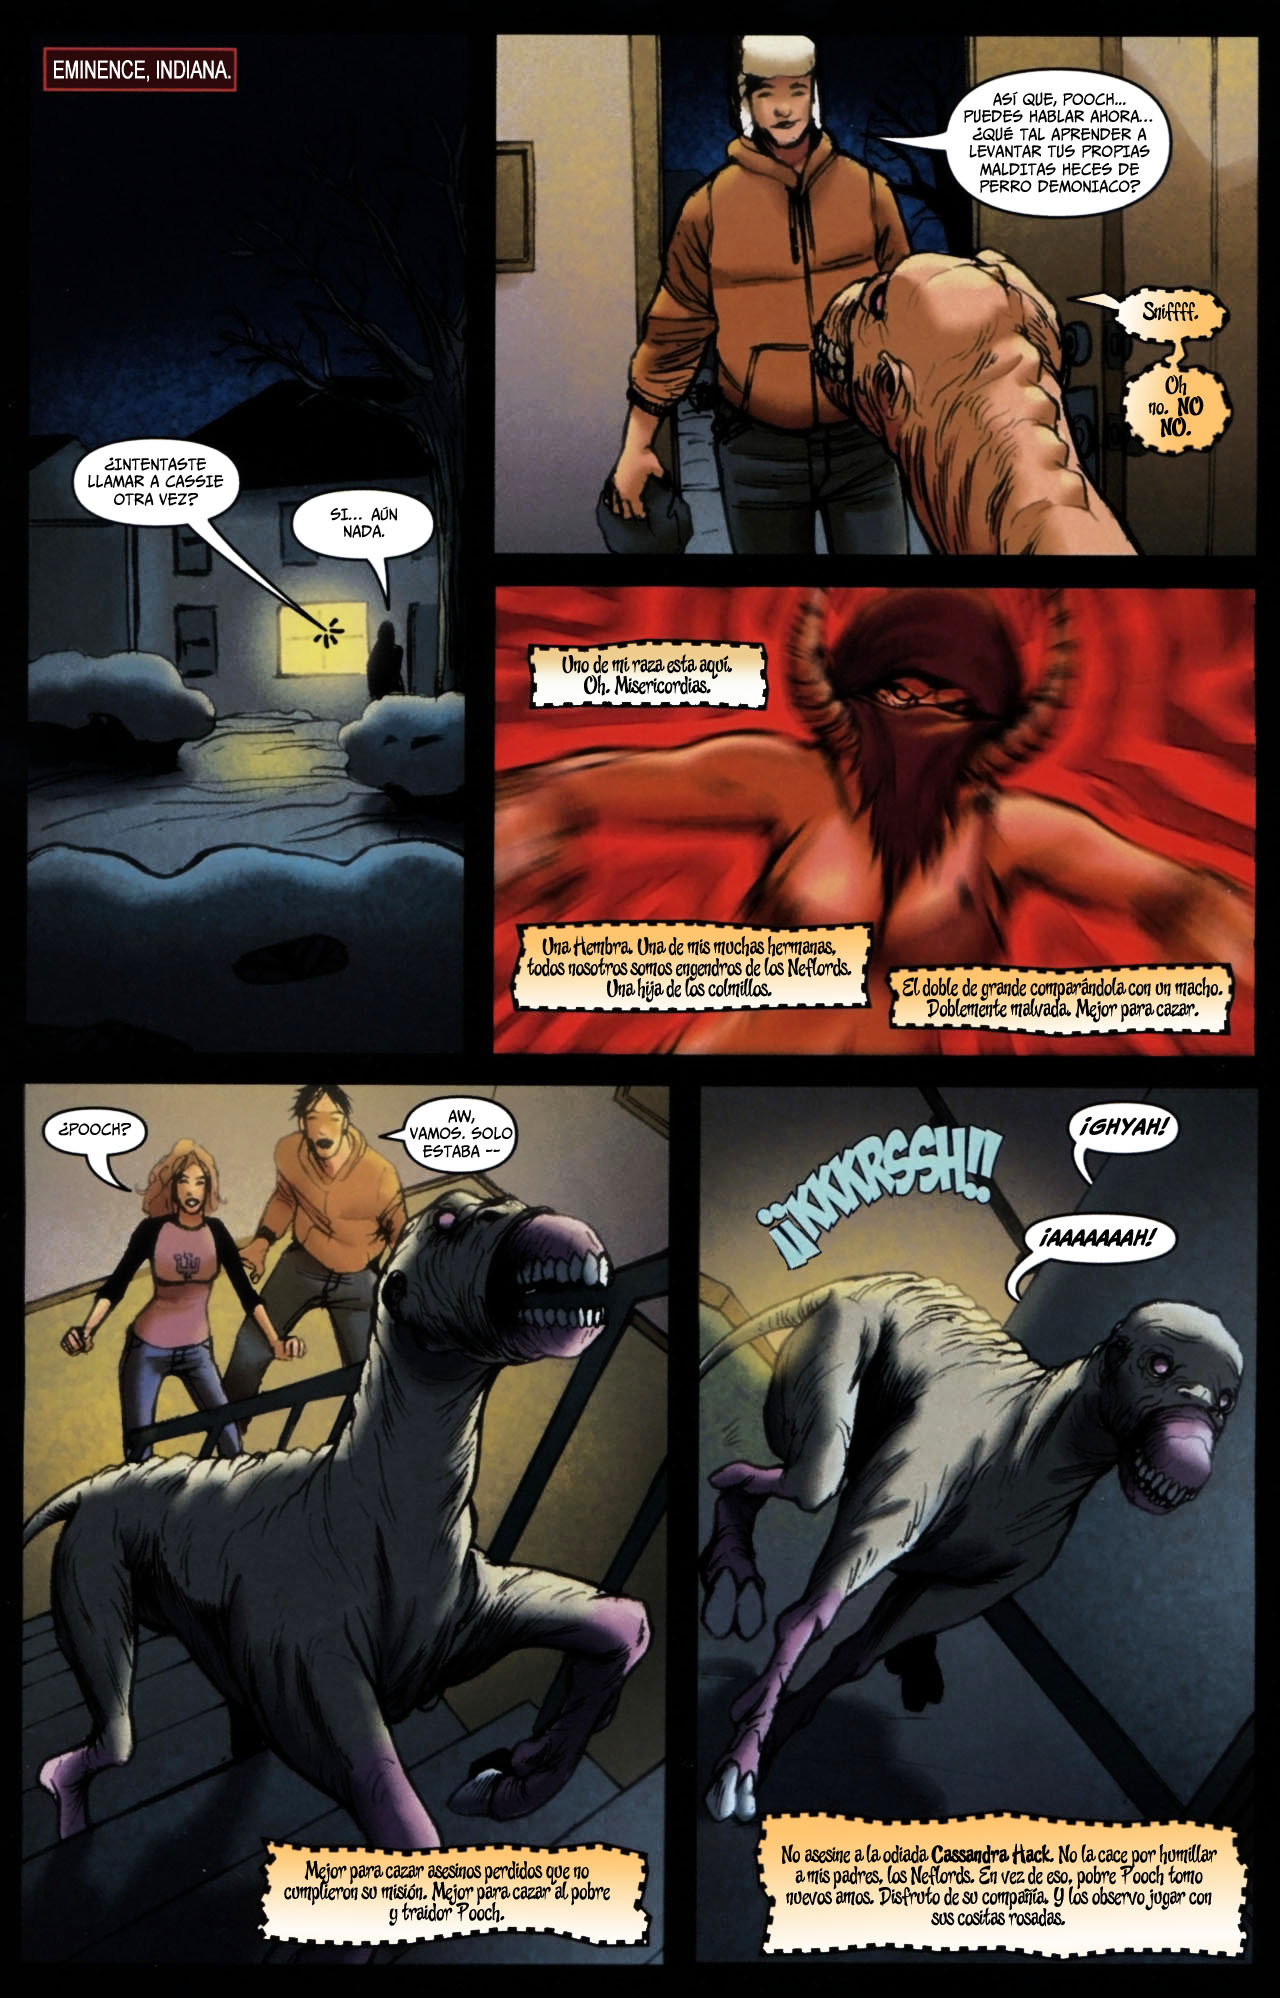 EMINENCE, INDIANA.
¿INTENTASTE
LLAMAR A CASSIE
OTRA VEZ?
SI... AÚN
NADA.
ASÍ QUE, POOCH...
PUEDES HABLAR AHORA...
¿QUÉ TAL APRENDER A
LEVANTAR TUS PROPIAS
MALDITAS HECES DE
PERRO DEMONIACO?
Sniffff.
Oh
no. NO
NO.
Uno de mi raza esta aquí.
Oh. Misericordias.
Una Hembra. Una de mis muchas hermanas,
todos nosotros somos engendros de los Neflords.
Una hija de los colmillos.
El doble de grande comparándola con un macho.
Doblemente malvada. Mejor para cazar.
¿POOCH?
AW,
VAMOS. SOLO
ESTABA --
Mejor para cazar asesinos perdidos que no
cumplieron su misión. Mejor para cazar al pobre
y traidor Pooch.
¡¡KKKRSSH!!
¡GHYAH!
¡AAAAAAAH!
No asesine a la odiada Cassandra Hack. No la cace por humillar
a mis padres, los Neflords. En vez de eso, pobre Pooch tomo
nuevos amos. Disfruto de su compañía. Y los observo jugar con
sus cositas rosadas.